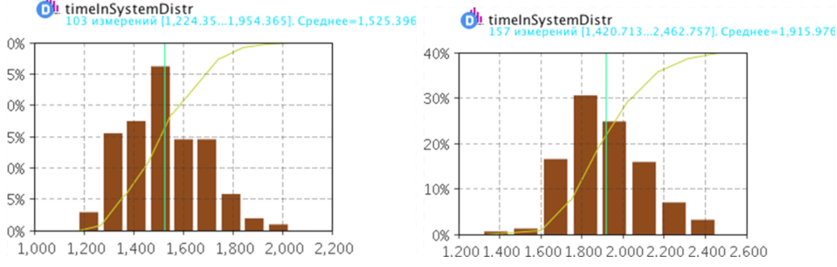 timeInSystemDistr
103 измерений [1,224.35...1,954.365]. Среднее=1,525.396
0%
5%
0%
5%
0%
5%
0%
1,000 1,200 1,400 1,600 1,800 2,000 2,200
timeInSystemDistr
157 измерений [1,420.713...2,462.757]. Среднее=1,915.976
40%
30%
20%
10%
0%
1.200 1.400 1.600 1.800 2.000 2.200 2.400 2.600